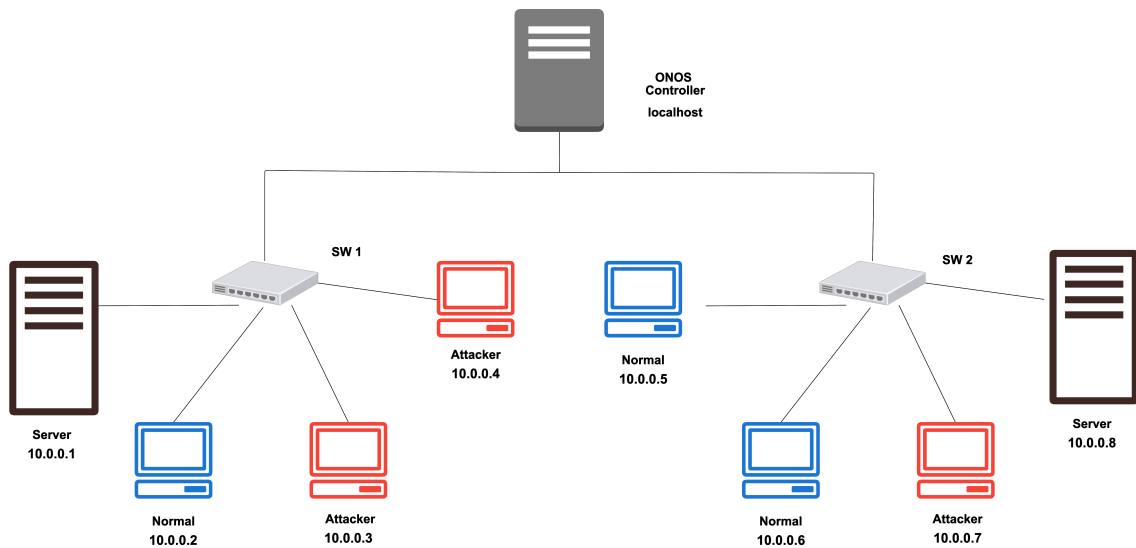 ONOS
Controller
localhost
SW 1
SW 2
Attacker
10.0.0.4
Normal
10.0.0.5
Server
10.0.0.1
Server
10.0.0.8
Normal
10.0.0.2
Attacker
10.0.0.3
Normal
10.0.0.6
Attacker
10.0.0.7